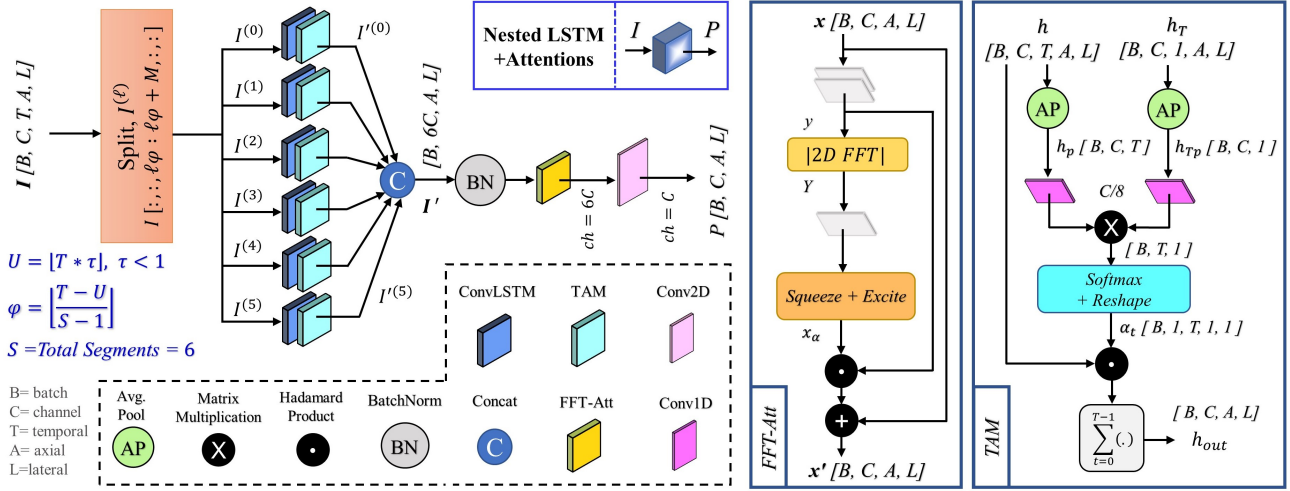 I [B, C, T, A, L]
Split, I^(ℓ)
I [:,:,ℓφ : ℓφ + M,:,:]
I^(0)
I^(1)
I^(2)
I^(3)
I^(4)
I^(5)
I'^(0)
I'^(5)
C
[B, 6C, A, L]
I'
BN
ch = 6C
ch = C
P [B, C, A, L]
Nested LSTM
+Attentions
I
P
U = ⌊T * τ⌋, τ < 1
φ = ⌊(T − U)/(S − 1)⌋
S =Total Segments = 6
B= batch
C= channel
T= temporal
A= axial
L=lateral
ConvLSTM
TAM
Conv2D
Avg.
Pool
AP
Matrix
Multiplication
X
Hadamard
Product
BatchNorm
BN
Concat
C
FFT-Att
Conv1D
x [B, C, A, L]
y
|2D FFT|
Y
Squeeze + Excite
x_α
+
x' [B, C, A, L]
FFT-Att
h
[B, C, T, A, L]
h_T
[B, C, 1, A, L]
AP
AP
h_p [ B, C, T ]
h_Tp [ B, C, 1 ]
C/8
X
[ B, T, 1 ]
Softmax
+ Reshape
α_t [ B, 1, T, 1, 1 ]
∑_{t=0}^{T−1}(.)
[ B, C, A, L]
h_out
TAM